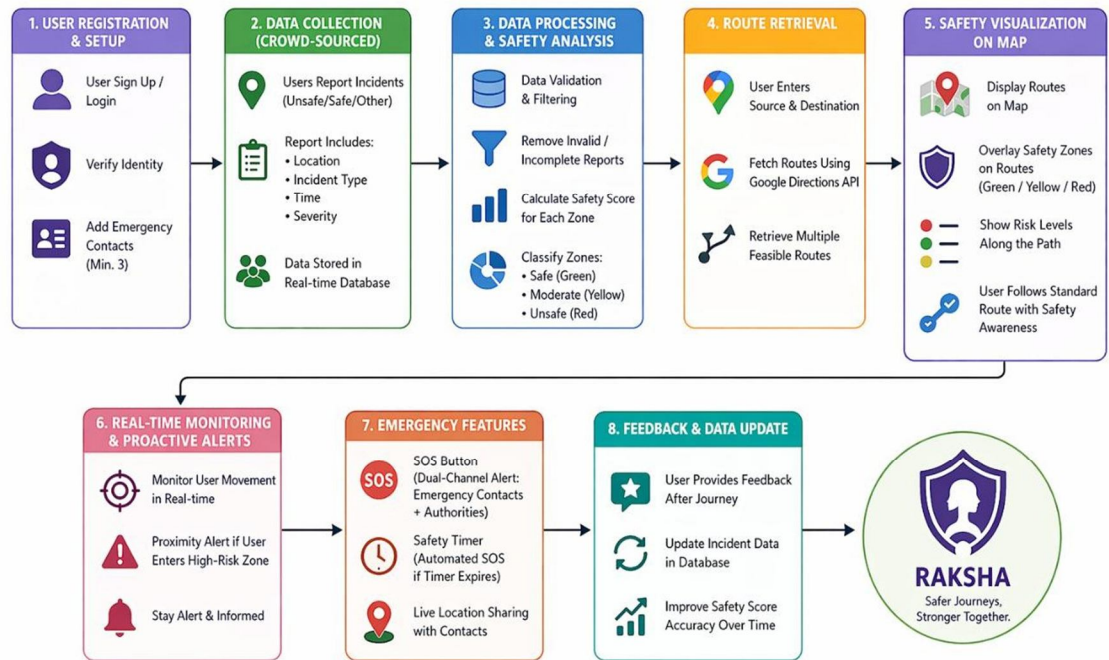 1. USER REGISTRATION
& SETUP
User Sign Up /
Login
Verify Identity
Add Emergency
Contacts
(Min. 3)
2. DATA COLLECTION
(CROWD-SOURCED)
Users Report Incidents
(Unsafe/Safe/Other)
Report Includes:
• Location
• Incident Type
• Time
• Severity
Data Stored in
Real-time Database
3. DATA PROCESSING
& SAFETY ANALYSIS
Data Validation
& Filtering
Remove Invalid /
Incomplete Reports
Calculate Safety Score
for Each Zone
Classify Zones:
• Safe (Green)
• Moderate (Yellow)
• Unsafe (Red)
4. ROUTE RETRIEVAL
User Enters
Source & Destination
G
Fetch Routes Using
Google Directions API
Retrieve Multiple
Feasible Routes
5. SAFETY VISUALIZATION
ON MAP
Display Routes
on Map
Overlay Safety Zones
on Routes
(Green / Yellow / Red)
Show Risk Levels
Along the Path
User Follows Standard
Route with Safety
Awareness
6. REAL-TIME MONITORING
& PROACTIVE ALERTS
Monitor User Movement
in Real-time
Proximity Alert if User
Enters High-Risk Zone
Stay Alert & Informed
7. EMERGENCY FEATURES
SOS
SOS Button
(Dual-Channel Alert:
Emergency Contacts
+ Authorities)
Safety Timer
(Automated SOS
if Timer Expires)
Live Location Sharing
with Contacts
8. FEEDBACK & DATA UPDATE
User Provides Feedback
After Journey
Update Incident Data
in Database
Improve Safety Score
Accuracy Over Time
RAKSHA
Safer Journeys,
Stronger Together.